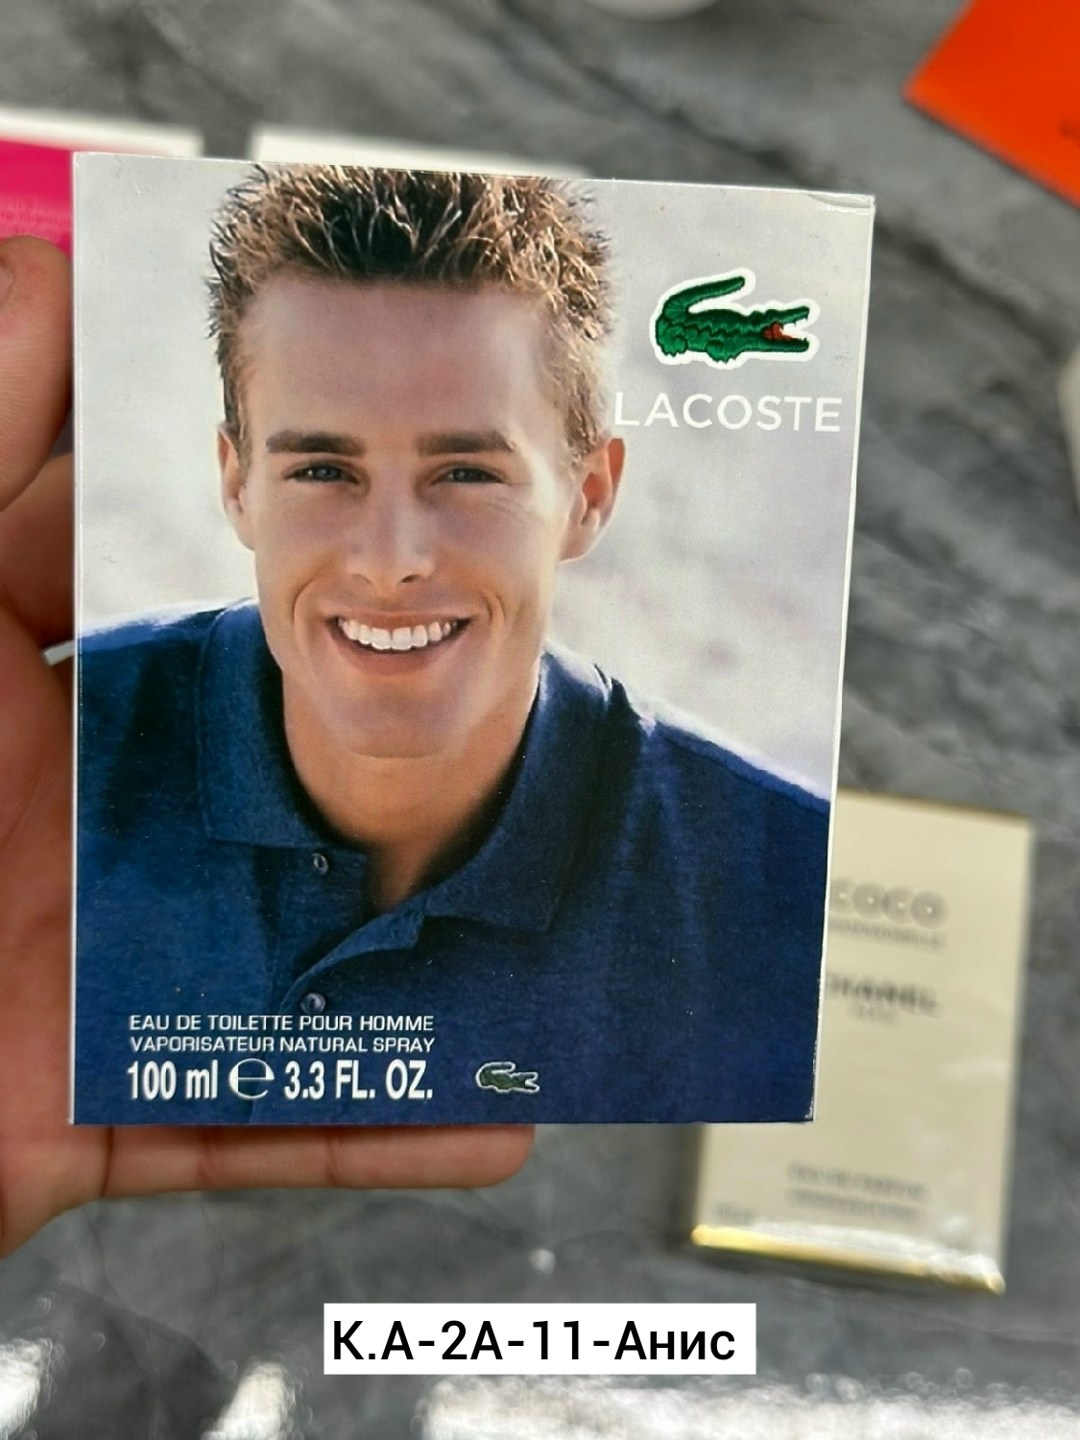 LACOSTE
EAU DE TOILETTE POUR HOMME
VAPORISATEUR NATURAL SPRAY
100 ml ℮ 3.3 FL. OZ.
COCO
CHANEL
К.А-2А-11-Анис